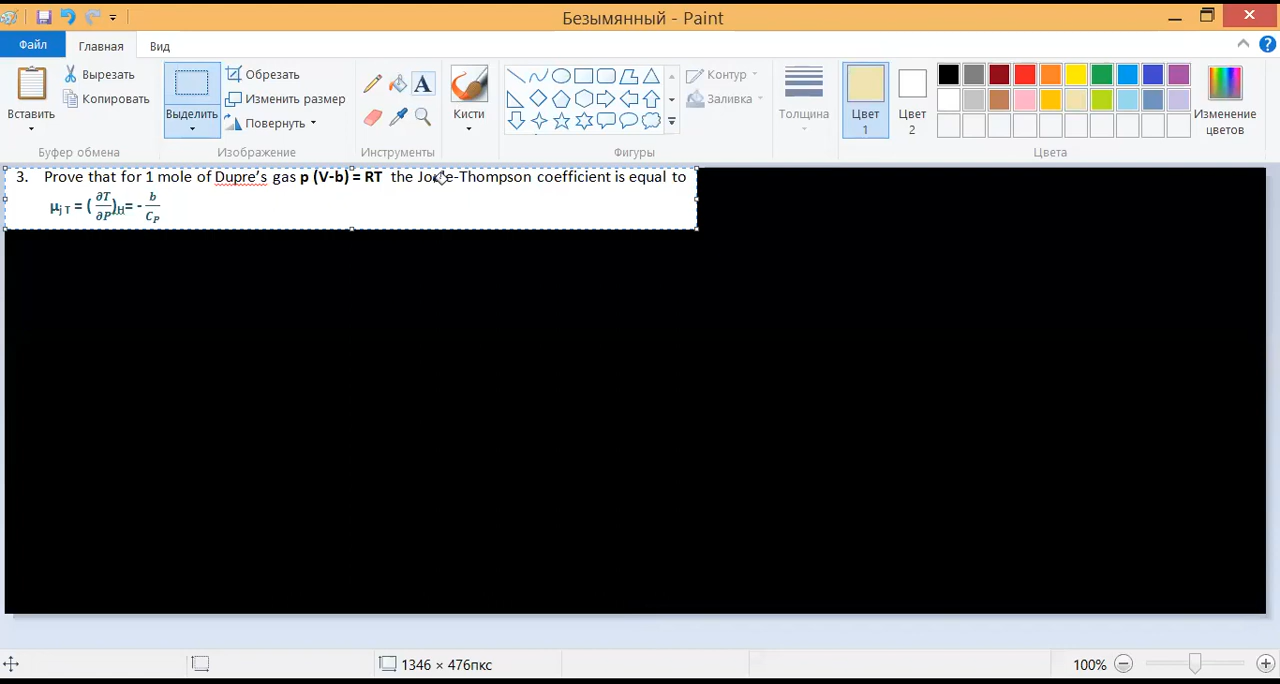 Безымянный - Paint
Файл Главная Вид
Вставить
Вырезать
Копировать
Буфер обмена
Выделить
Обрезать
Изменить размер
Повернуть
Изображение
A
Инструменты
Кисти
Контур
Заливка
Фигуры
Толщина
Цвет
1
Цвет
2
Изменение
цветов
Цвета
3. Prove that for 1 mole of Dupre’s gas p (V-b) = RT the Joule-Thompson coefficient is equal to
μjT = (∂T/∂P)H= - b/CP
1346 × 476пкс
100%